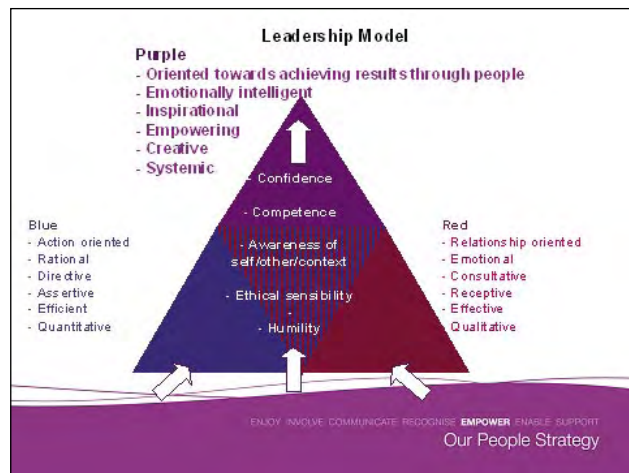 Leadership Model
Purple
- Oriented towards achieving results through people
- Emotionally intelligent
- Inspirational
- Empowering
- Creative
- Systemic
- Confidence
- Competence
- Awareness of
self/other/context
- Ethical sensibility
-
- Humility
Blue
- Action oriented
- Rational
- Directive
- Assertive
- Efficient
- Quantitative
Red
- Relationship oriented
- Emotional
- Consultative
- Receptive
- Effective
- Qualitative
ENJOY INVOLVE COMMUNICATE RECOGNISE EMPOWER ENABLE SUPPORT
Our People Strategy